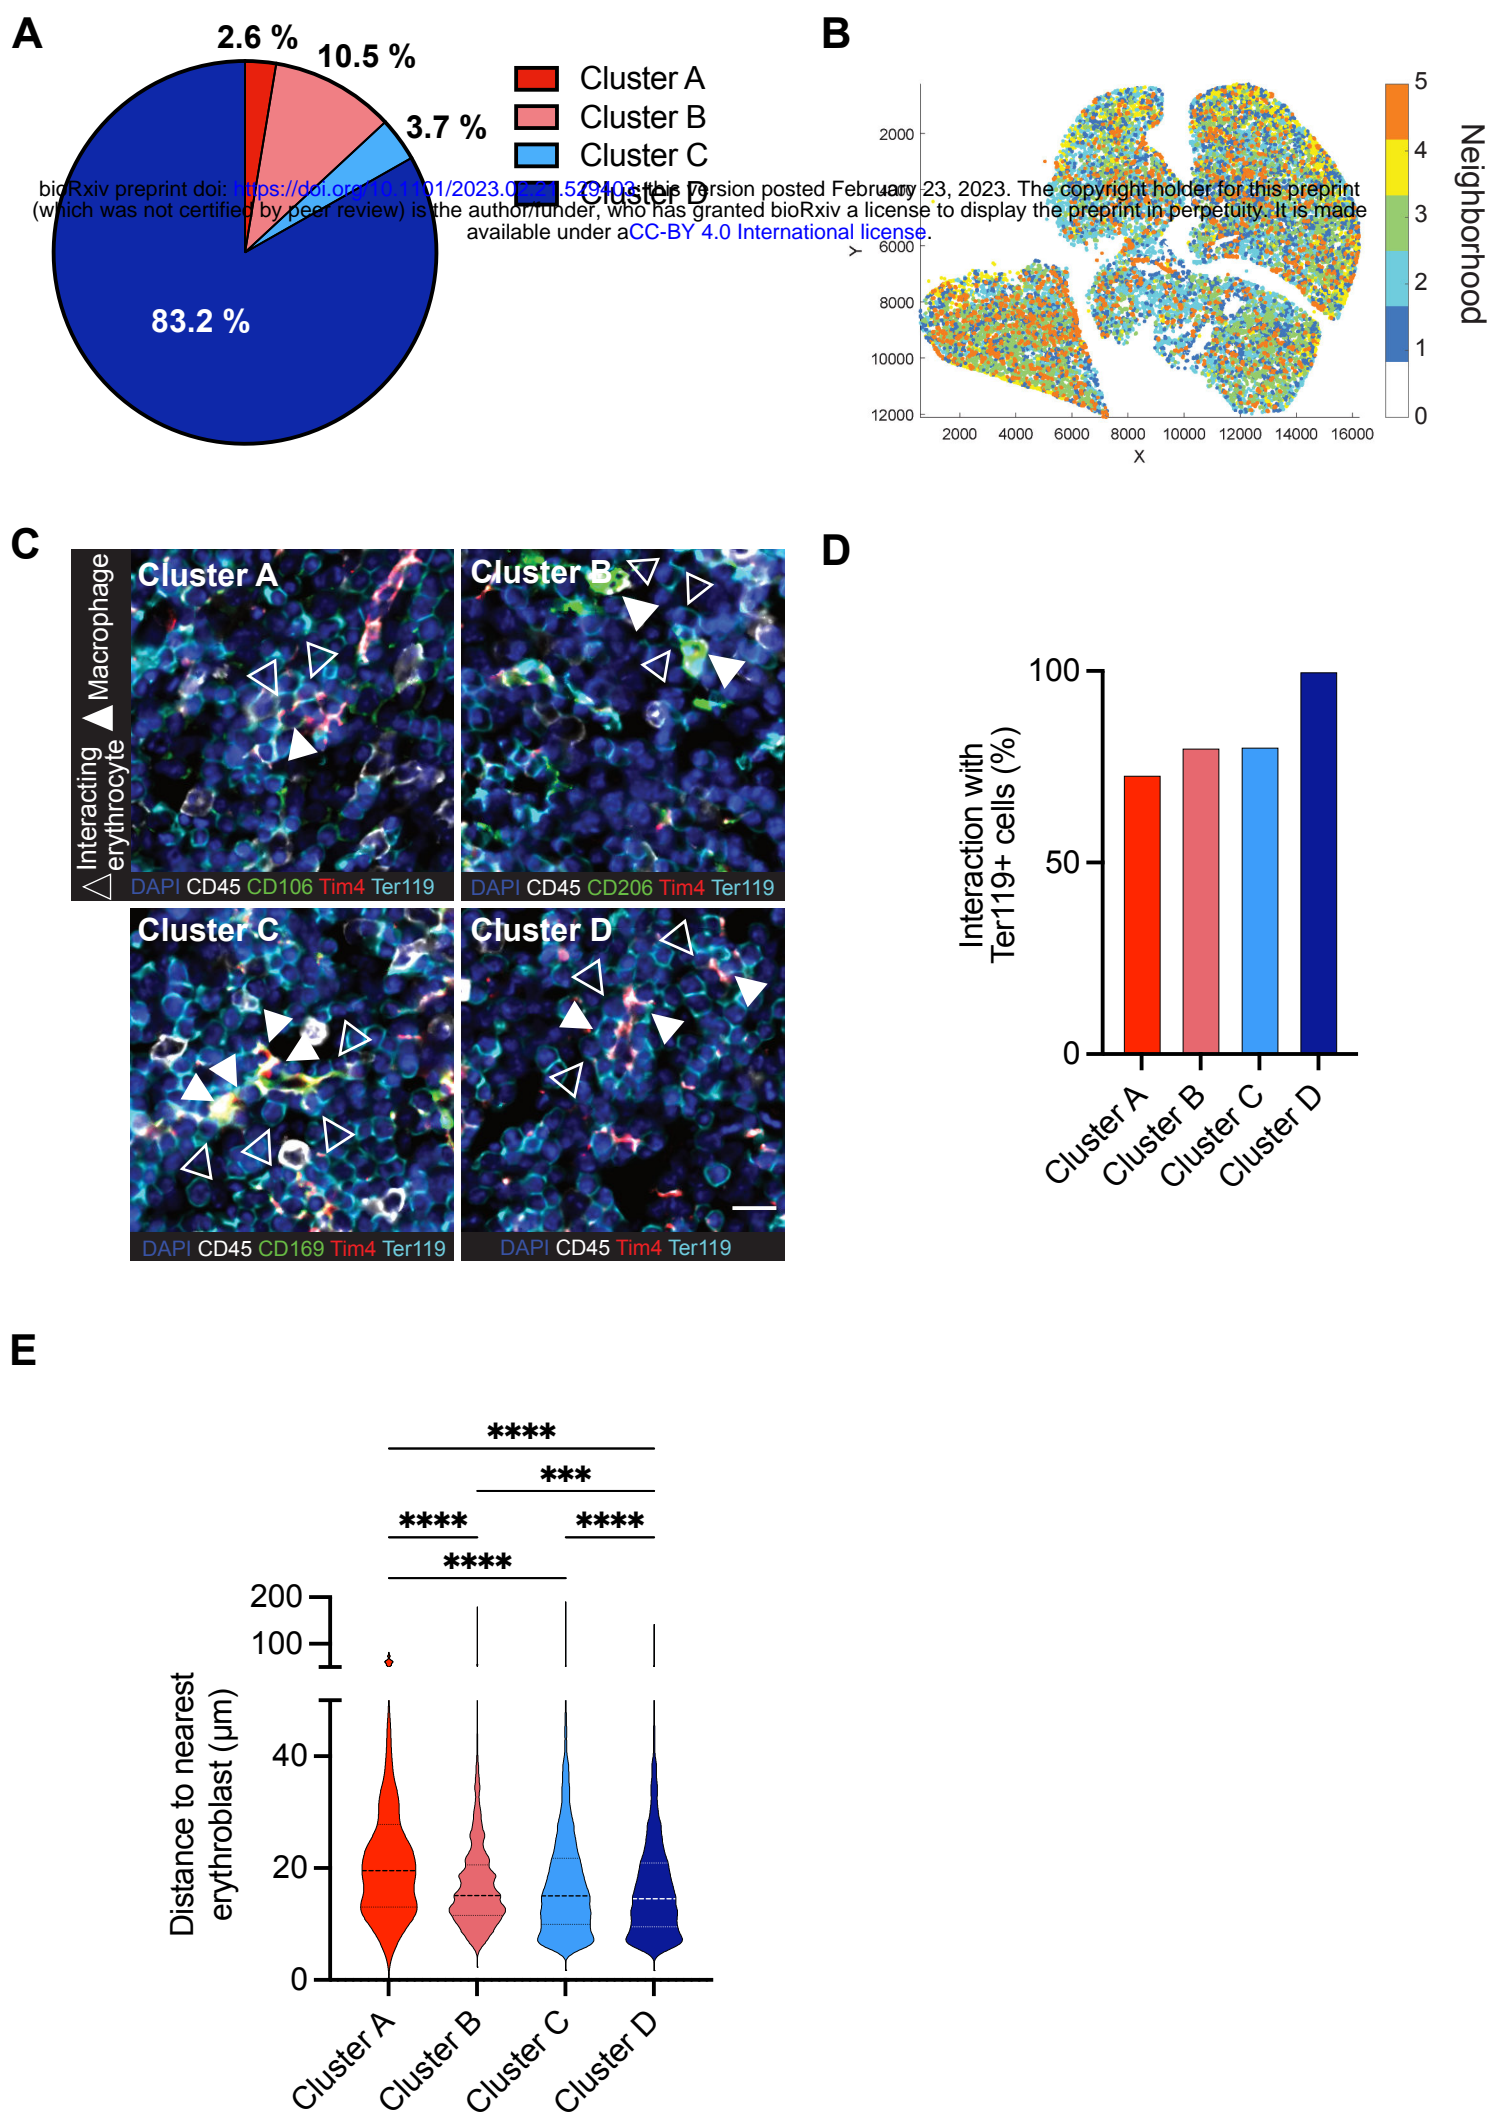 A
2.6 %
10.5 %
3.7 %
83.2 %
Cluster A
Cluster B
Cluster C
Cluster D
bioRxiv preprint doi: https://doi.org/10.1101/2023.02.21.529403; this version posted February 23, 2023. The copyright holder for this preprint
(which was not certified by peer review) is the author/funder, who has granted bioRxiv a license to display the preprint in perpetuity. It is made
available under aCC-BY 4.0 International license.
B
2000
4000
6000
8000
10000
12000
Y
2000 4000 6000 8000 10000 12000 14000 16000
X
5
4
3
2
1
0
Neighborhood
C
Macrophage
Interacting
erythrocyte
Cluster A
DAPI CD45 CD106 Tim4 Ter119
Cluster B
DAPI CD45 CD206 Tim4 Ter119
Cluster C
DAPI CD45 CD169 Tim4 Ter119
Cluster D
DAPI CD45 Tim4 Ter119
D
Interaction with
Ter119+ cells (%)
100
50
0
Cluster A
Cluster B
Cluster C
Cluster D
E
****
***
**** ****
****
Distance to nearest
erythroblast (μm)
200
100
40
20
0
Cluster A
Cluster B
Cluster C
Cluster D